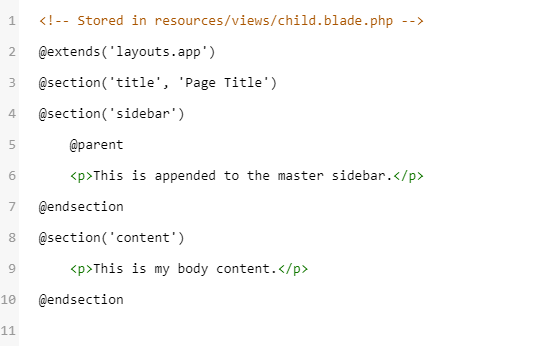 1 <!-- Stored in resources/views/child.blade.php -->
2 @extends('layouts.app')
3 @section('title', 'Page Title')
4 @section('sidebar')
5 @parent
6 <p>This is appended to the master sidebar.</p>
7 @endsection
8 @section('content')
9 <p>This is my body content.</p>
10 @endsection
11